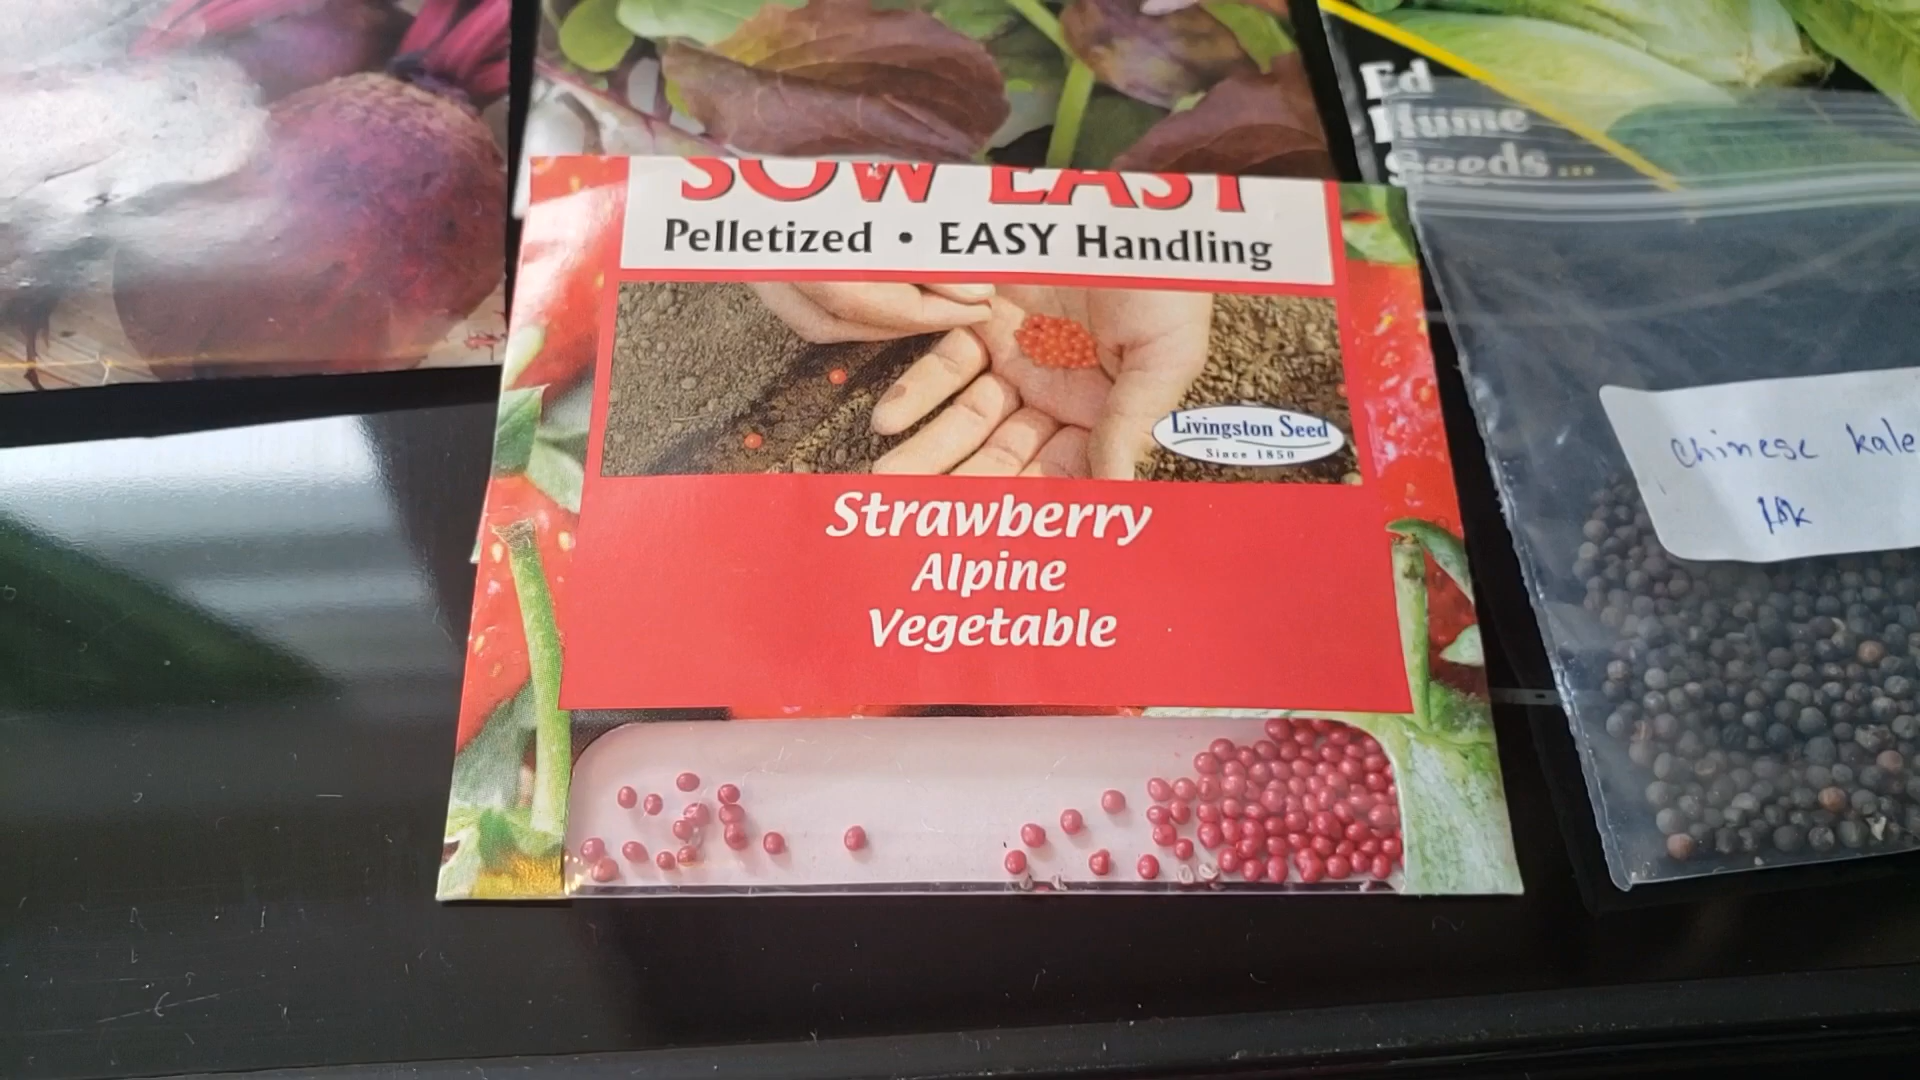 SOW EASY
Pelletized • EASY Handling
Livingston Seed
Since 1850
Strawberry
Alpine
Vegetable
Ed
Hume
Seeds...
Chinese kale